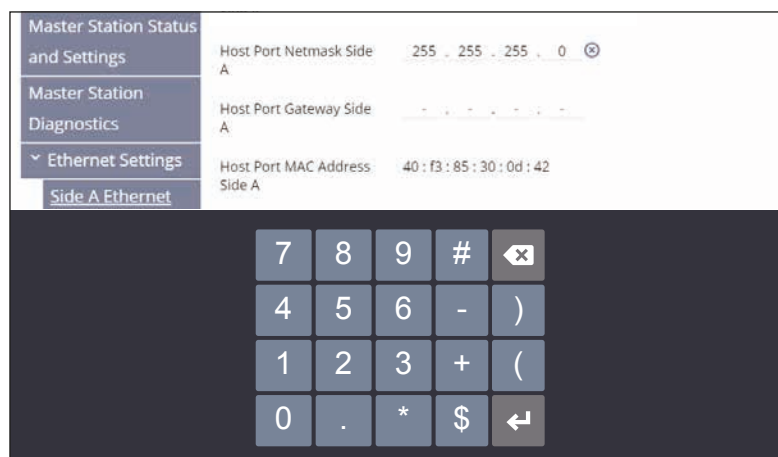 Master Station Status
and Settings
Host Port Netmask Side
A
255 . 255 . 255 . 0
Master Station
Diagnostics
Host Port Gateway Side
A
- . - . - . -
Ethernet Settings
Host Port MAC Address
Side A
40 : f3 : 85 : 30 : 0d : 42
Side A Ethernet
7 8 9 #
4 5 6 - )
1 2 3 + (
0 . * $